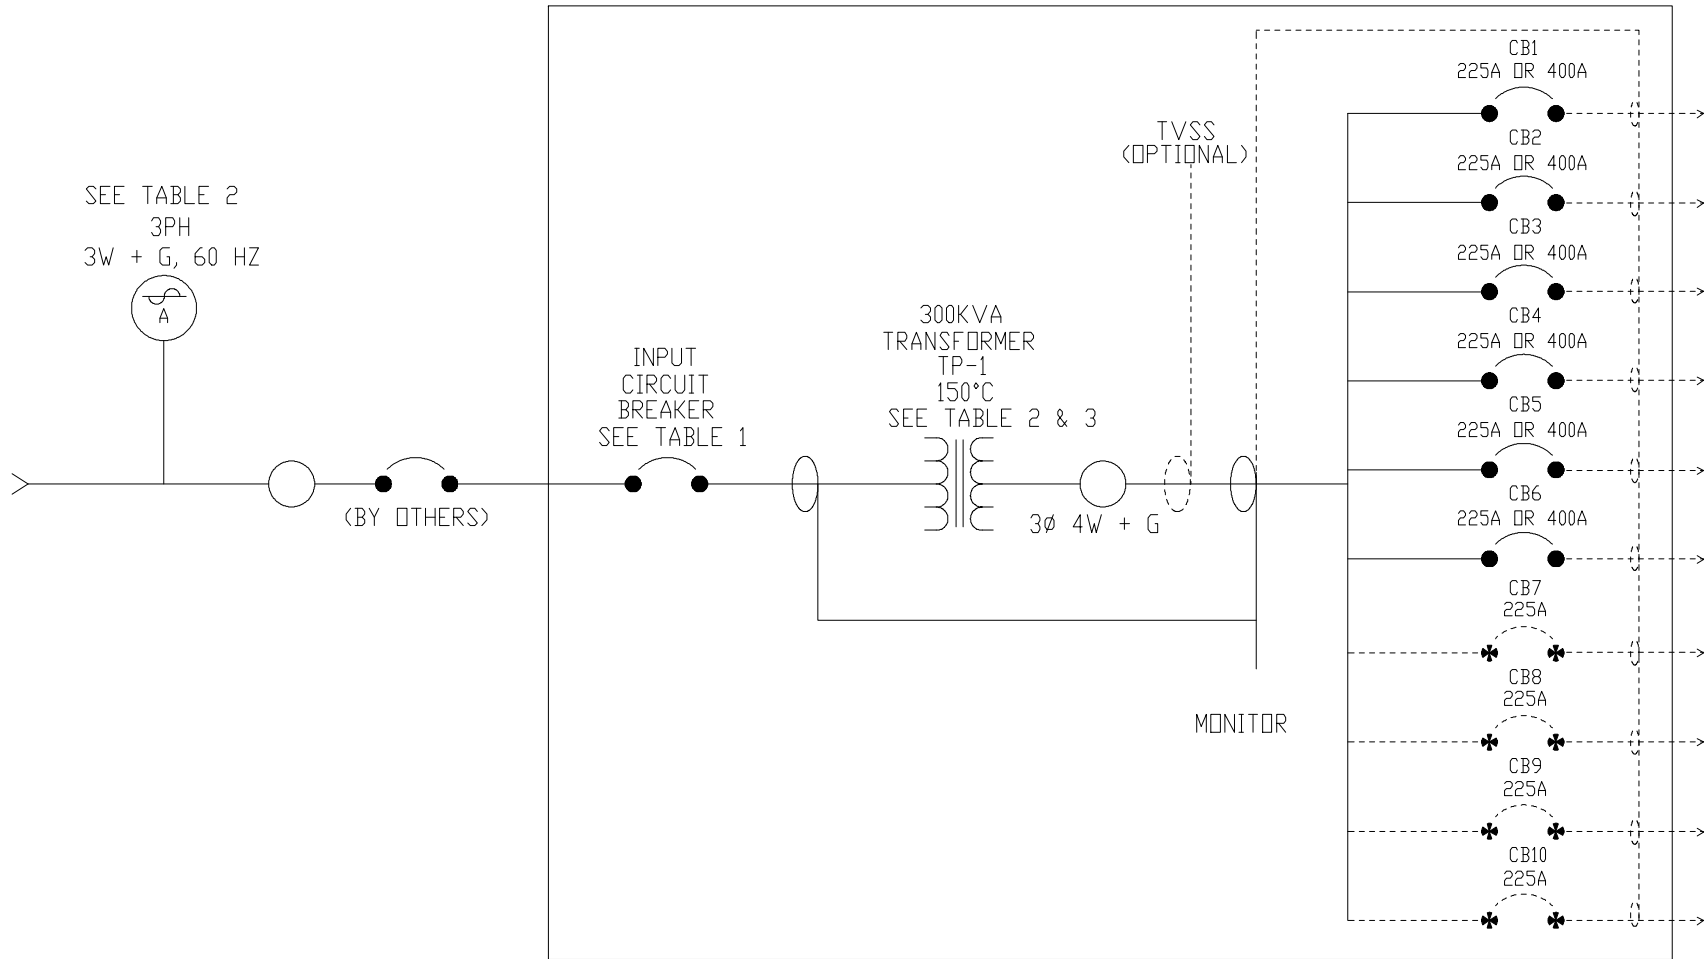 SEE TABLE 2
3PH
3W + G, 60 HZ
A
(BY OTHERS)
INPUT
CIRCUIT
BREAKER
SEE TABLE 1
300KVA
TRANSFORMER
TP-1
150°C
SEE TABLE 2 & 3
3Ø 4W + G
TVSS
(OPTIONAL)
MONITOR
CB1
225A OR 400A
CB2
225A OR 400A
CB3
225A OR 400A
CB4
225A OR 400A
CB5
225A OR 400A
CB6
225A OR 400A
CB7
225A
CB8
225A
CB9
225A
CB10
225A